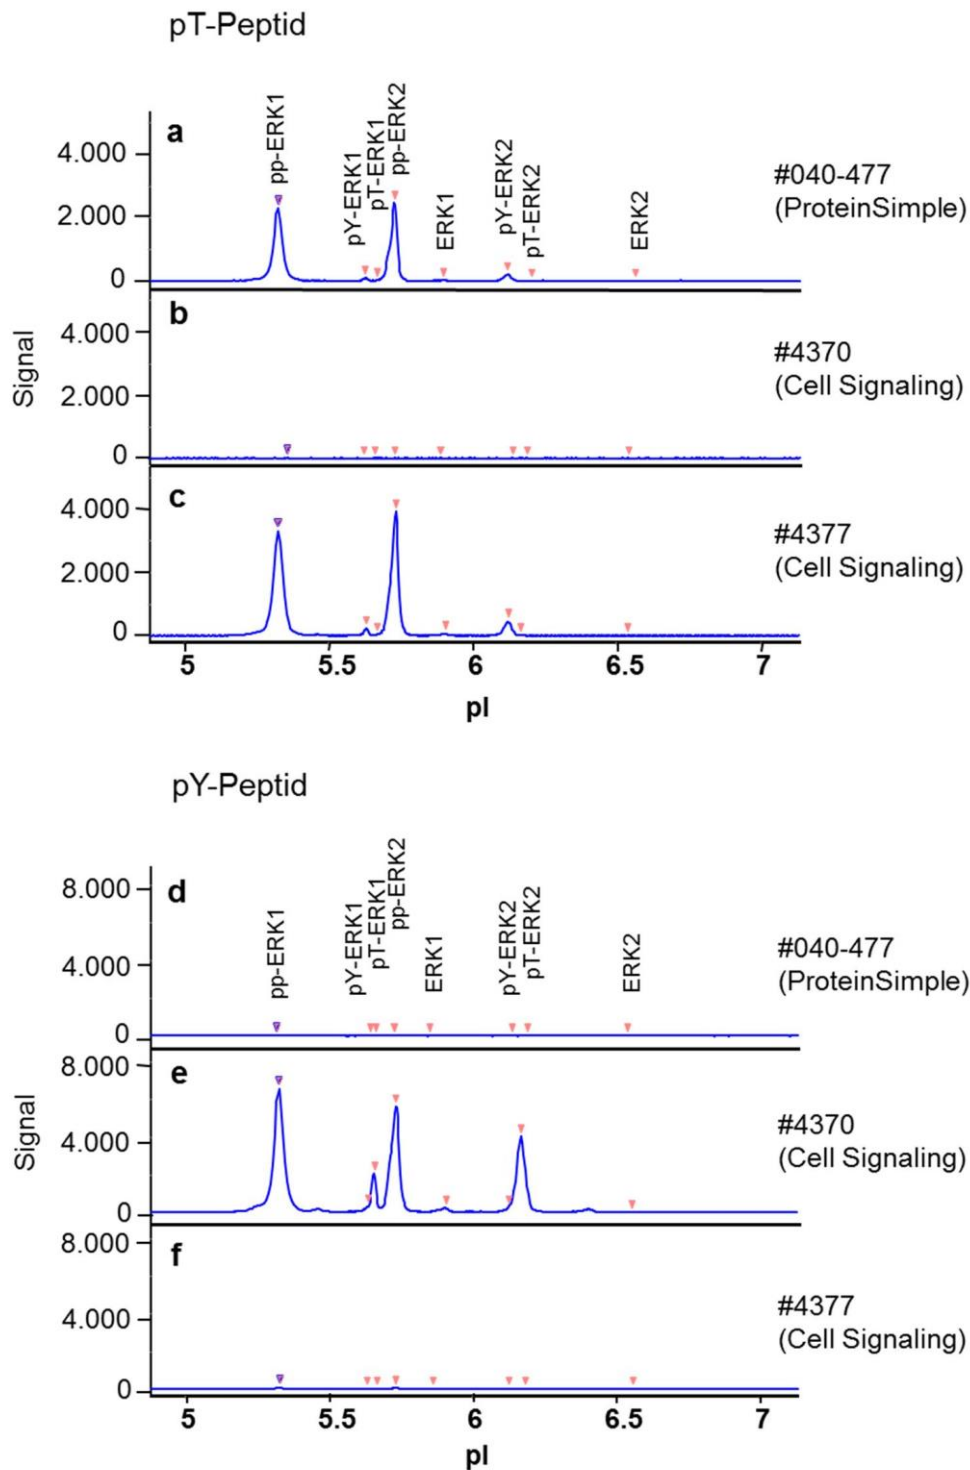 pT-Peptid
a
pp-ERK1
pY-ERK1
pT-ERK1
pp-ERK2
ERK1
pY-ERK2
pT-ERK2
ERK2
4.000
2.000
0
#040-477
(ProteinSimple)
b
Signal
4.000
2.000
0
#4370
(Cell Signaling)
c
4.000
2.000
0
#4377
(Cell Signaling)
5 5.5 6 6.5 7
pI
pY-Peptid
d
pp-ERK1
pY-ERK1
pT-ERK1
pp-ERK2
ERK1
pY-ERK2
pT-ERK2
ERK2
8.000
4.000
0
#040-477
(ProteinSimple)
e
Signal
8.000
4.000
0
#4370
(Cell Signaling)
f
8.000
4.000
0
#4377
(Cell Signaling)
5 5.5 6 6.5 7
pI